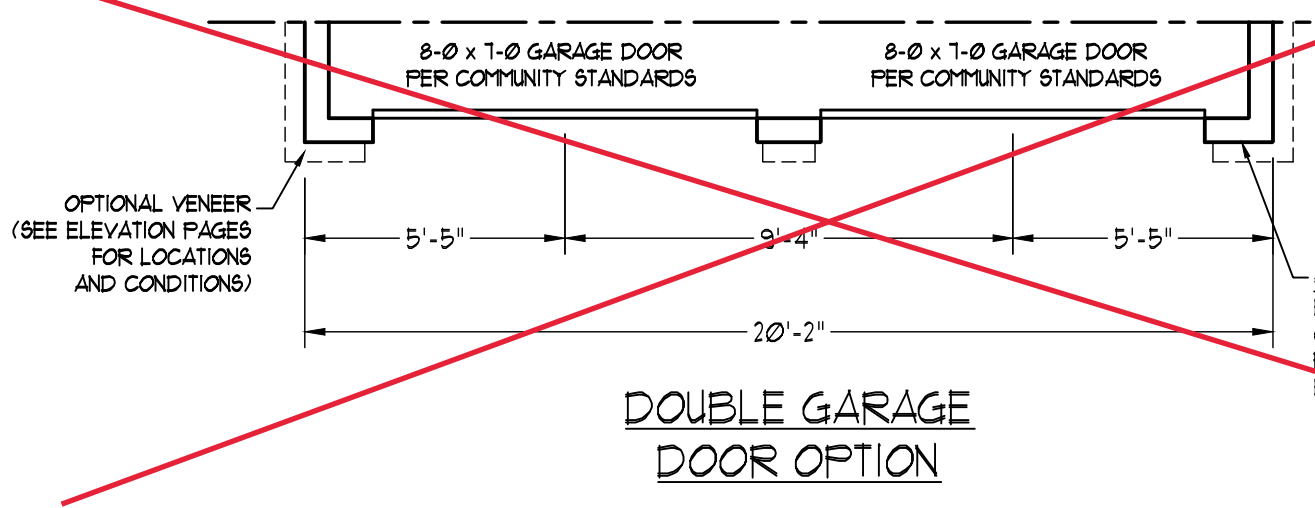 8-0 x 7-0 GARAGE DOOR
PER COMMUNITY STANDARDS
8-0 x 7-0 GARAGE DOOR
PER COMMUNITY STANDARDS
OPTIONAL VENEER
(SEE ELEVATION PAGES
FOR LOCATIONS
AND CONDITIONS)
5'-5"
9'-4"
5'-5"
20'-2"
DOUBLE GARAGE
DOOR OPTION